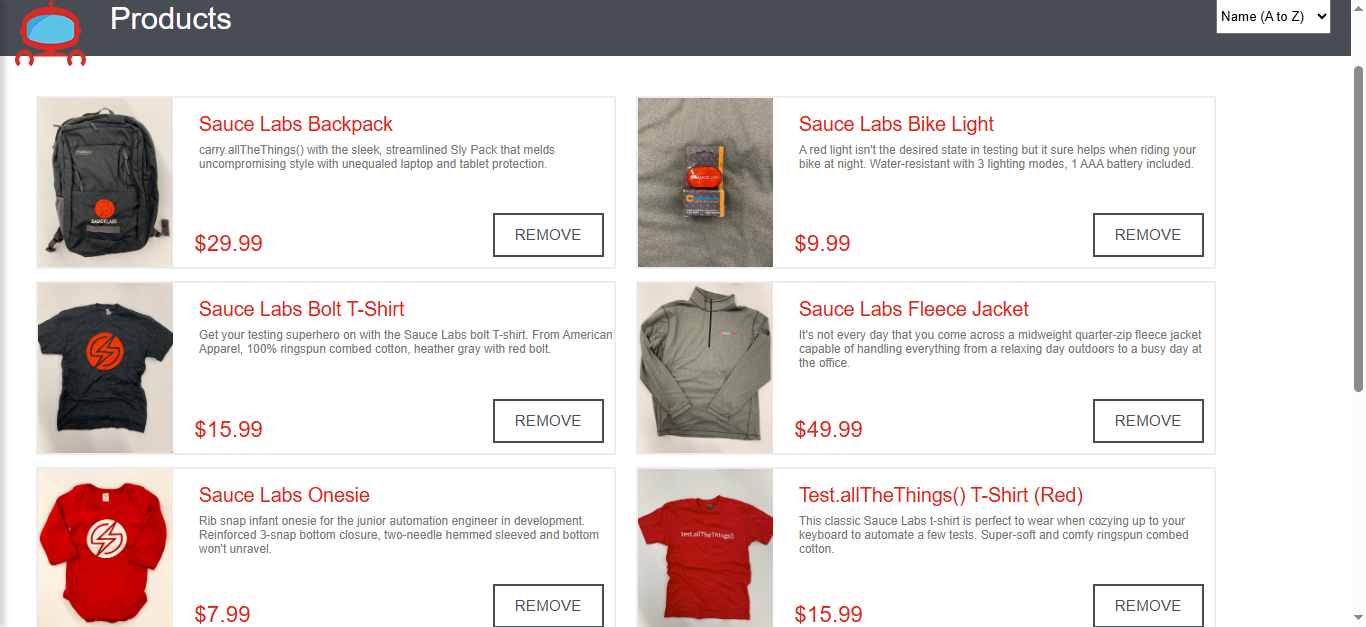 Products
Name (A to Z)
Sauce Labs Backpack
carry.allTheThings() with the sleek, streamlined Sly Pack that melds
uncompromising style with unequaled laptop and tablet protection.
SAUCELABS
$29.99
REMOVE
Sauce Labs Bike Light
A red light isn't the desired state in testing but it sure helps when riding your
bike at night. Water-resistant with 3 lighting modes, 1 AAA battery included.
SAUCELABS
$9.99
REMOVE
Sauce Labs Bolt T-Shirt
Get your testing superhero on with the Sauce Labs bolt T-shirt. From American
Apparel, 100% ringspun combed cotton, heather gray with red bolt.
$15.99
REMOVE
Sauce Labs Fleece Jacket
It's not every day that you come across a midweight quarter-zip fleece jacket
capable of handling everything from a relaxing day outdoors to a busy day at
the office.
$49.99
REMOVE
Sauce Labs Onesie
Rib snap infant onesie for the junior automation engineer in development.
Reinforced 3-snap bottom closure, two-needle hemmed sleeved and bottom
won't unravel.
$7.99
REMOVE
Test.allTheThings() T-Shirt (Red)
This classic Sauce Labs t-shirt is perfect to wear when cozying up to your
keyboard to automate a few tests. Super-soft and comfy ringspun combed
cotton.
test.allTheThings()
$15.99
REMOVE